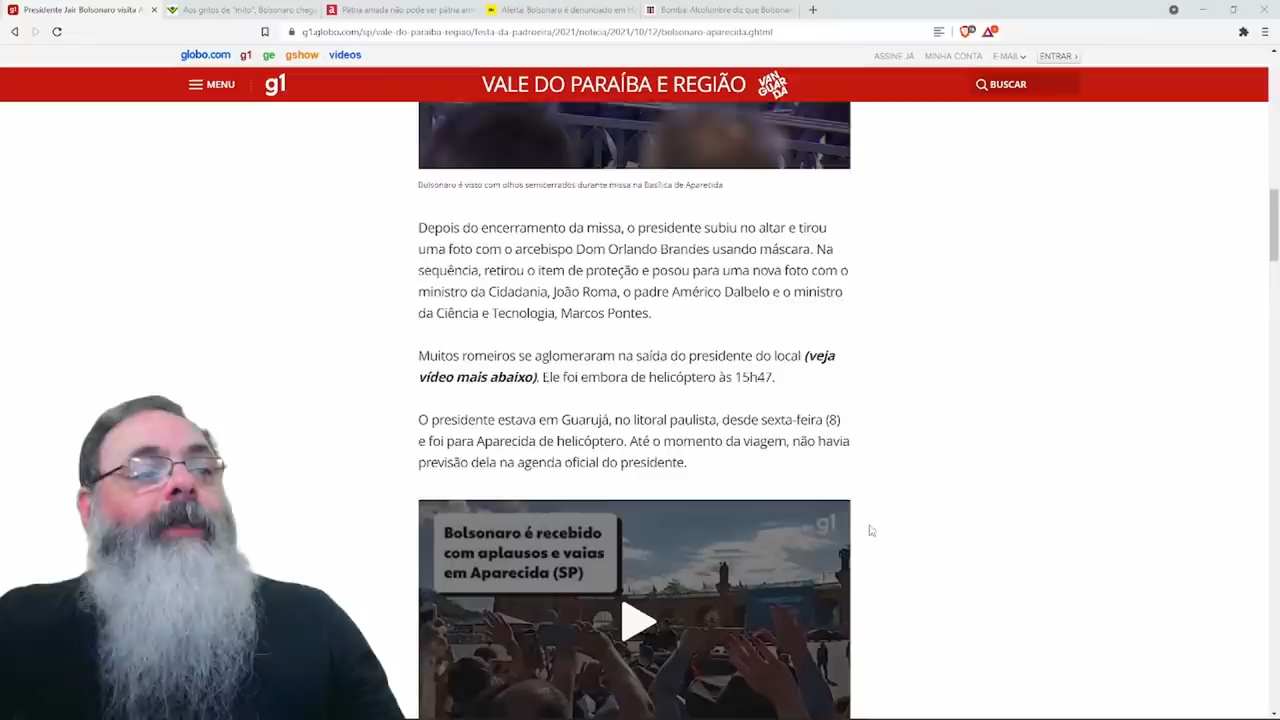 Presidente Jair Bolsonaro visita A
Aos gritos de "mito", Bolsonaro chega
Pátria amada não pode ser pátria arm
Alerta! Bolsonaro é denunciado em H
Bomba: Alcolumbre diz que Bolsonar
g1.globo.com/sp/vale-do-paraiba-regiao/festa-da-padroeira/2021/noticia/2021/10/12/bolsonaro-aparecida.ghtml
globo.com g1 ge gshow videos
ASSINE JÁ MINHA CONTA E-MAIL ENTRAR ›
MENU g1 VALE DO PARAÍBA E REGIÃO VANGUARDA BUSCAR
Bolsonaro é visto com olhos semicerrados durante missa na Basílica de Aparecida
Depois do encerramento da missa, o presidente subiu no altar e tirou
uma foto com o arcebispo Dom Orlando Brandes usando máscara. Na
sequência, retirou o item de proteção e posou para uma nova foto com o
ministro da Cidadania, João Roma, o padre Américo Dalbelo e o ministro
da Ciência e Tecnologia, Marcos Pontes.
Muitos romeiros se aglomeraram na saída do presidente do local (veja
vídeo mais abaixo). Ele foi embora de helicóptero às 15h47.
O presidente estava em Guarujá, no litoral paulista, desde sexta-feira (8)
e foi para Aparecida de helicóptero. Até o momento da viagem, não havia
previsão dela na agenda oficial do presidente.
g1
Bolsonaro é recebido
com aplausos e vaias
em Aparecida (SP)